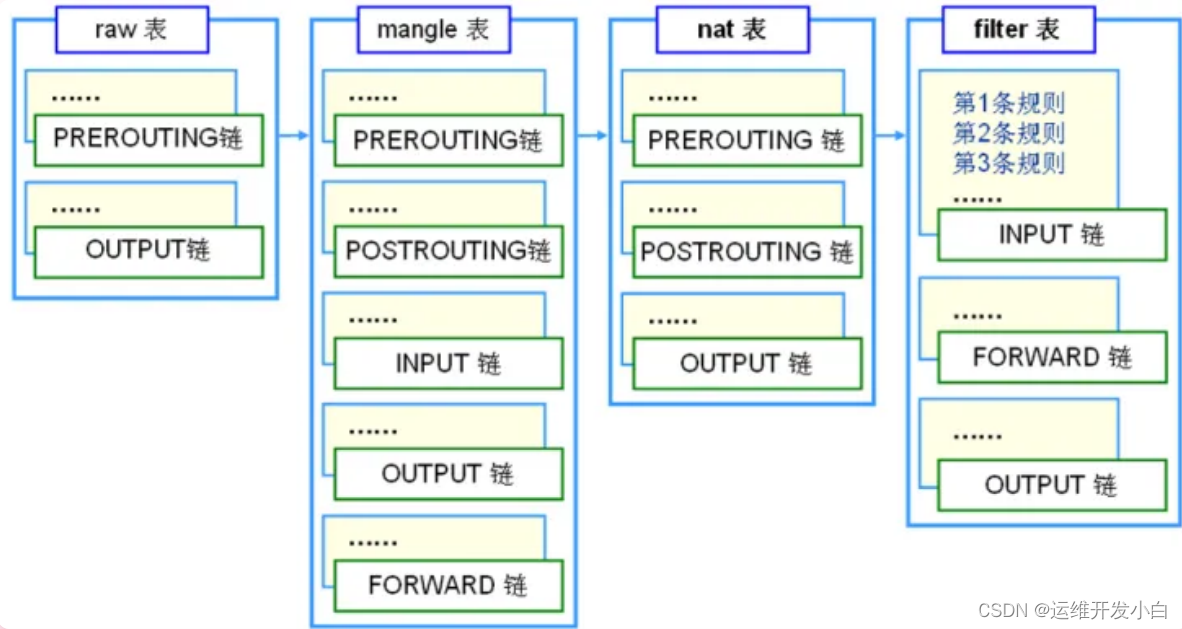 raw 表
……
PREROUTING链
……
OUTPUT链
mangle 表
……
PREROUTING链
……
POSTROUTING链
……
INPUT 链
……
OUTPUT 链
……
FORWARD 链
nat 表
……
PREROUTING 链
……
POSTROUTING 链
……
OUTPUT 链
filter 表
第1条规则
第2条规则
第3条规则
……
INPUT 链
……
FORWARD 链
……
OUTPUT 链
CSDN @运维开发小白